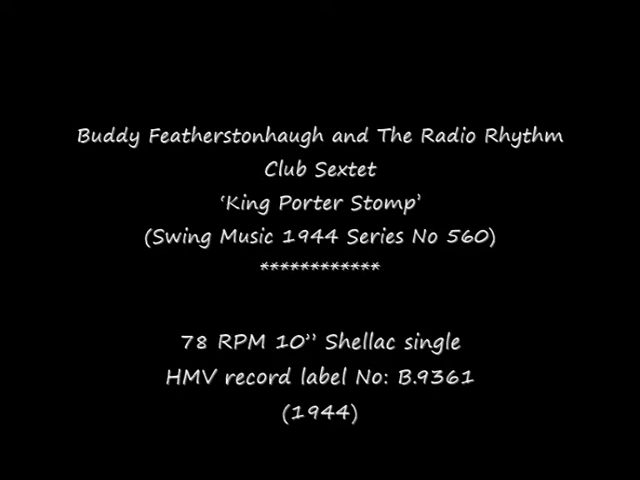 Buddy Featherstonhaugh and The Radio Rhythm
Club Sextet
‘King Porter Stomp’
(Swing Music 1944 Series No 560)
************
78 RPM 10” Shellac single
HMV record label No: B.9361
(1944)